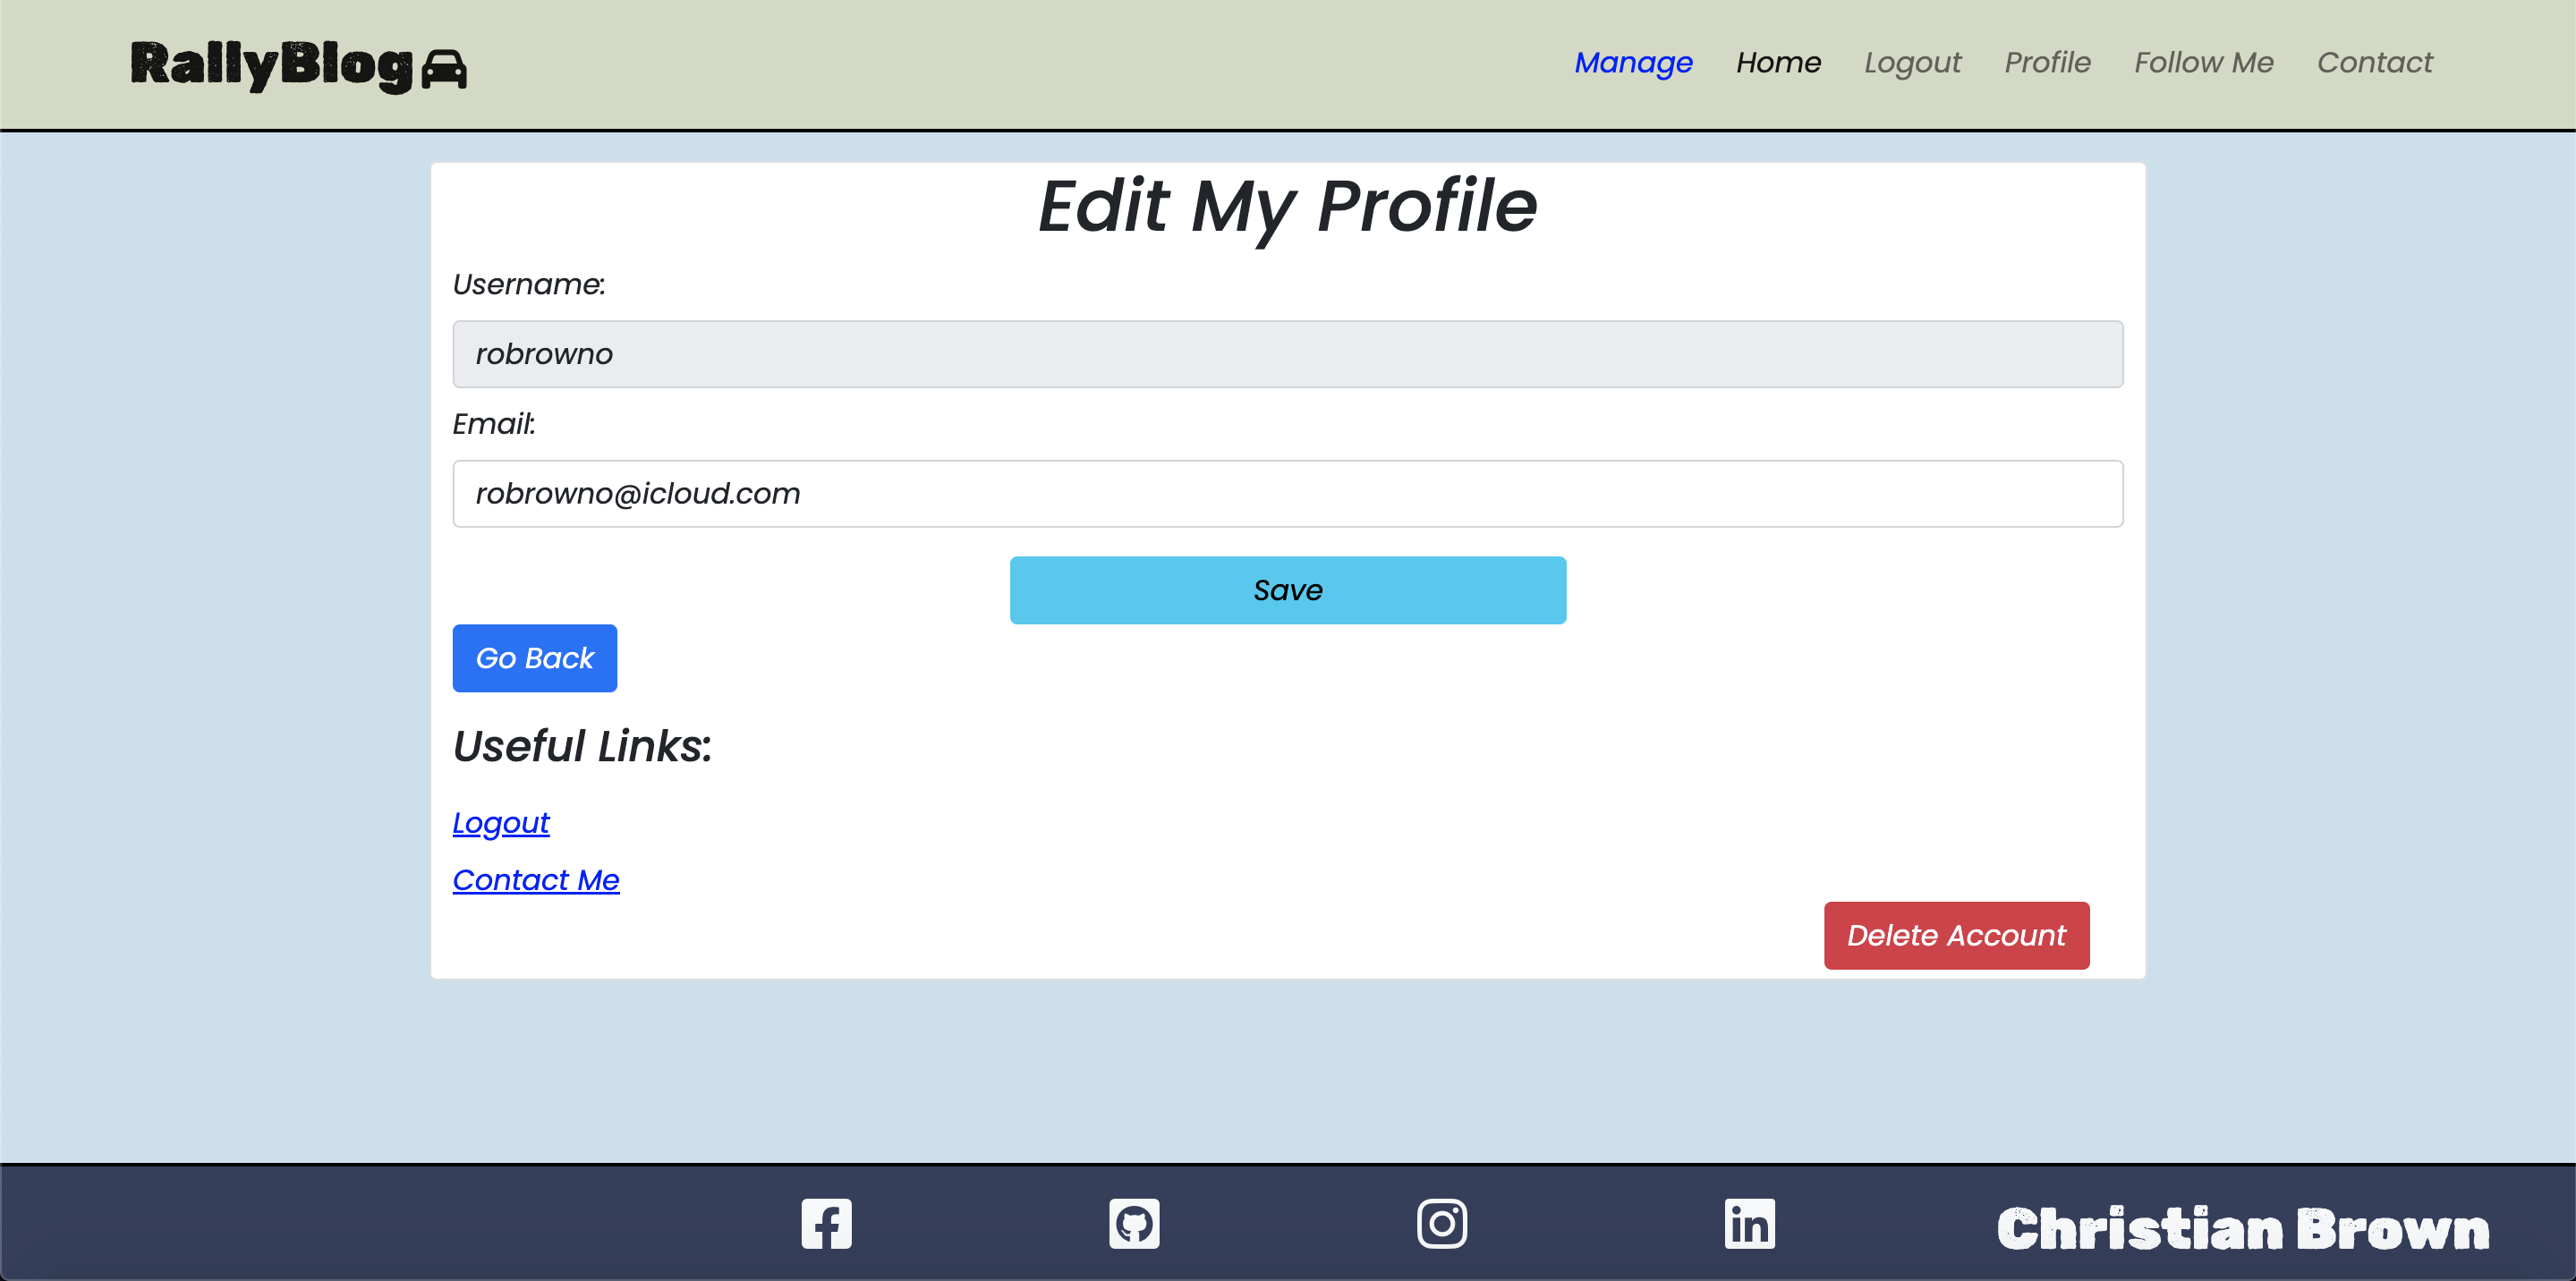 RallyBlog
Manage Home Logout Profile Follow Me Contact
Edit My Profile
Username:
robrowno
Email:
robrowno@icloud.com
Save
Go Back
Useful Links:
Logout
Contact Me
Delete Account
Christian Brown